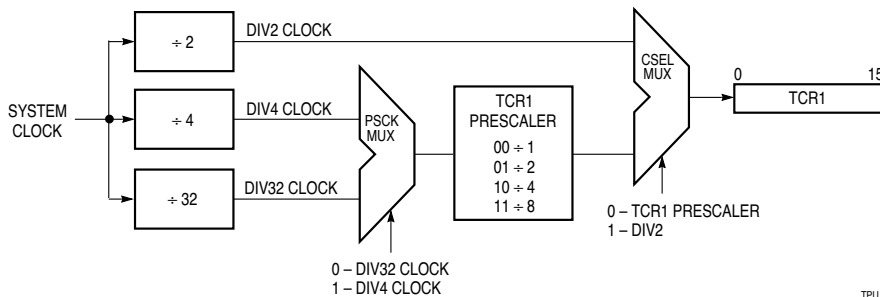 DIV2 CLOCK
÷ 2
CSEL
MUX
0 15
TCR1
SYSTEM
CLOCK
DIV4 CLOCK
÷ 4
PSCK
MUX
TCR1
PRESCALER
00 ÷ 1
01 ÷ 2
10 ÷ 4
11 ÷ 8
DIV32 CLOCK
÷ 32
0 – TCR1 PRESCALER
1 – DIV2
0 – DIV32 CLOCK
1 – DIV4 CLOCK
TPU